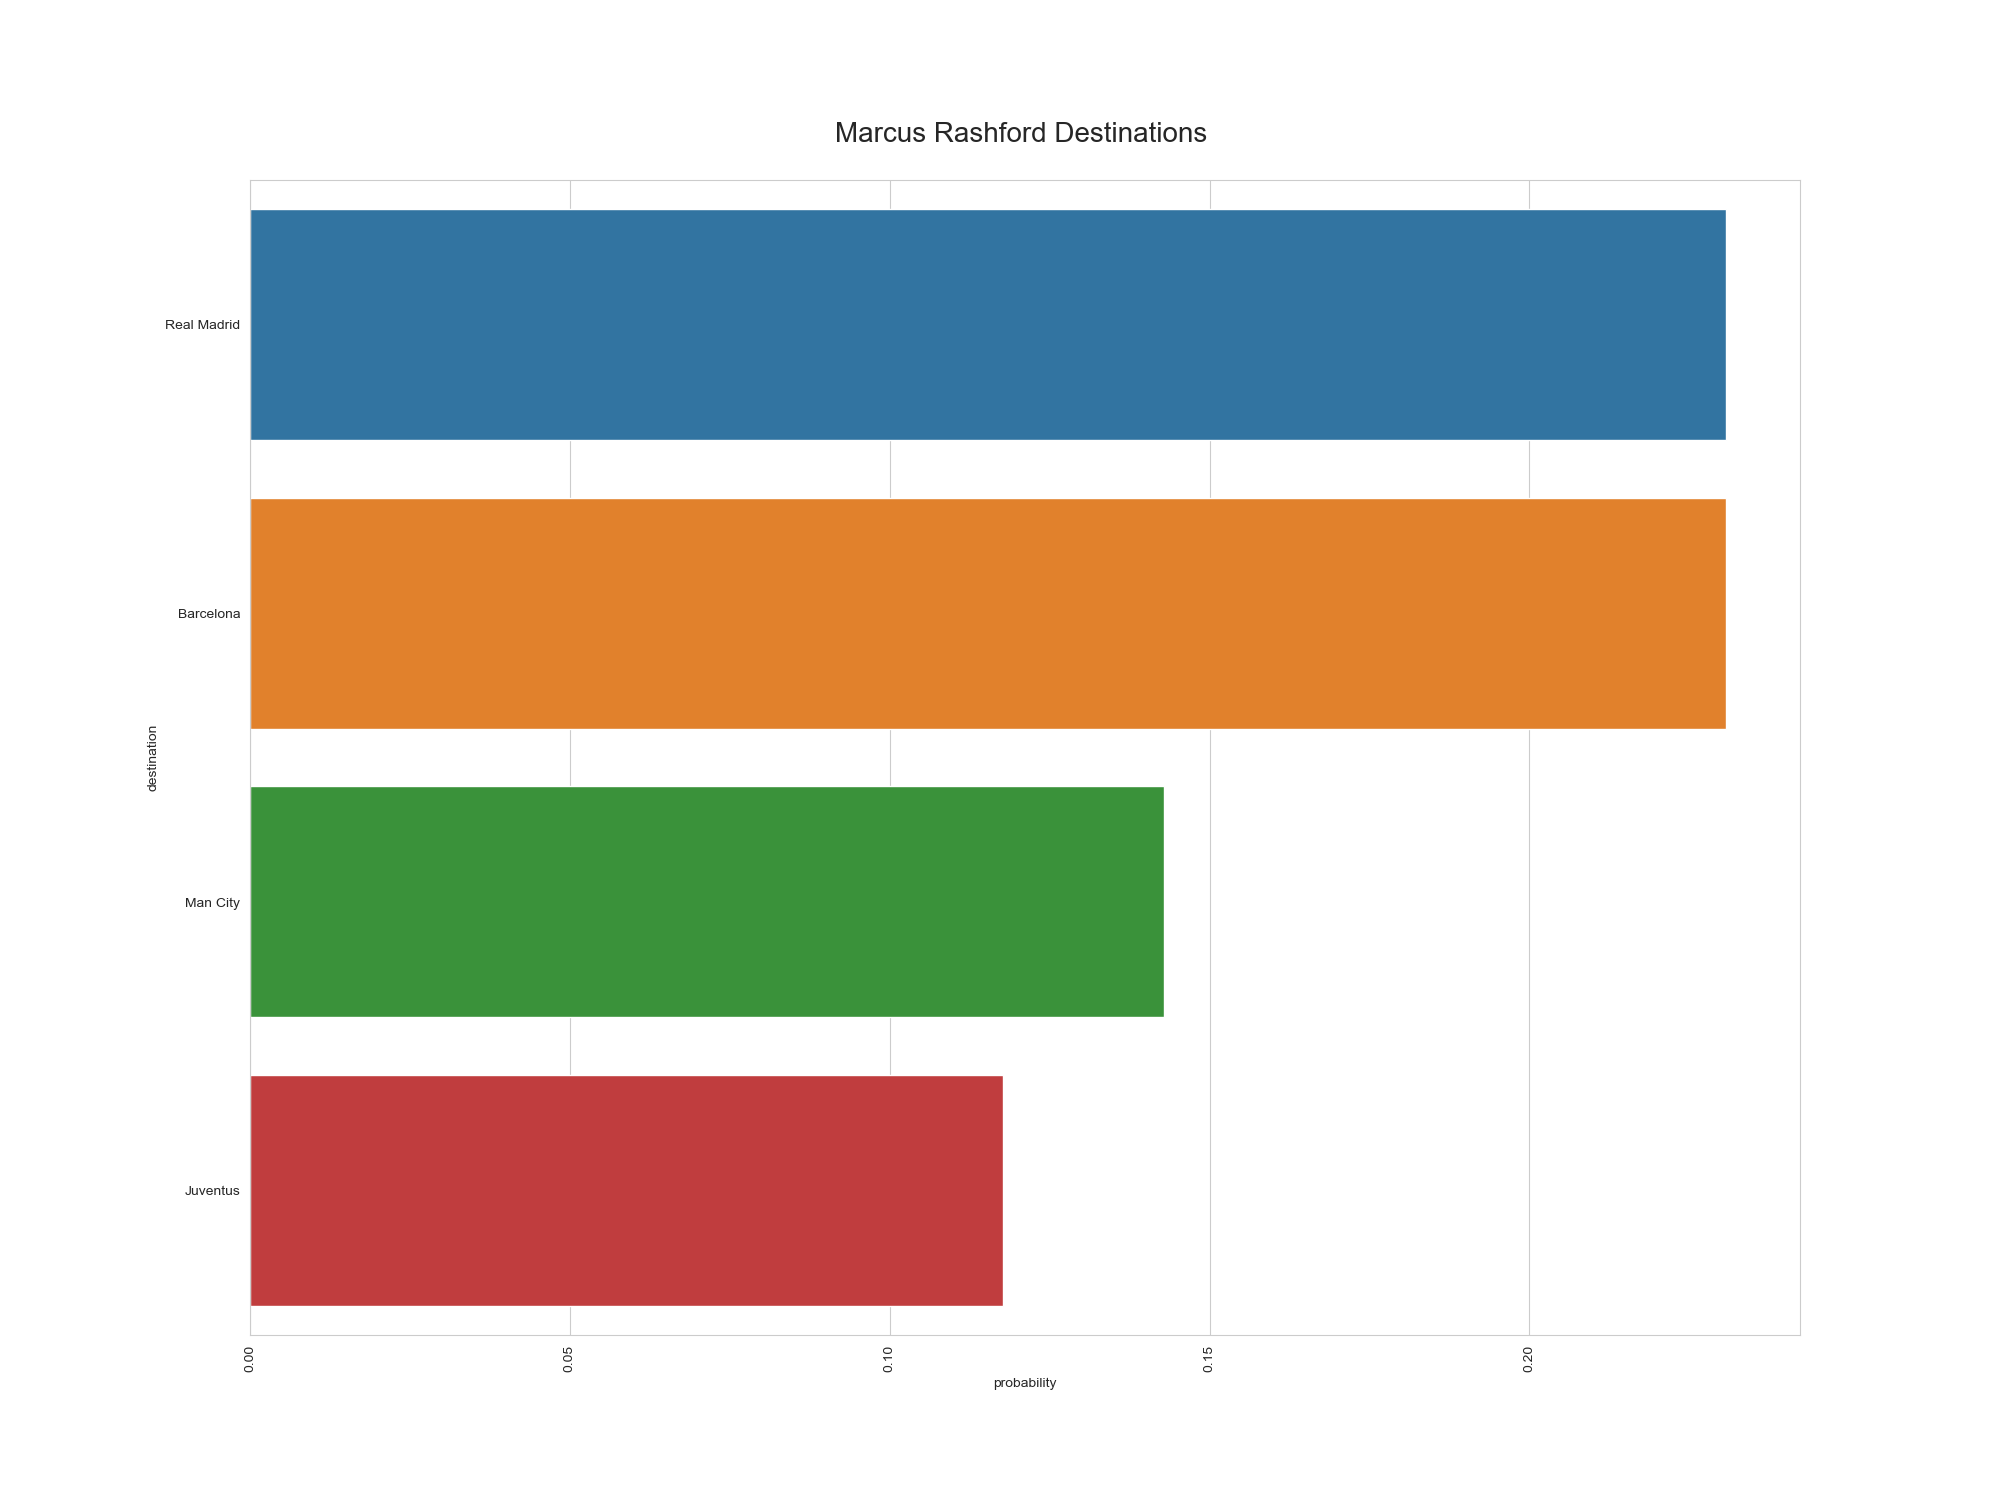 Marcus Rashford Destinations
Real Madrid
Barcelona
destination
Man City
Juventus
0.00
0.05
0.10
0.15
0.20
probability